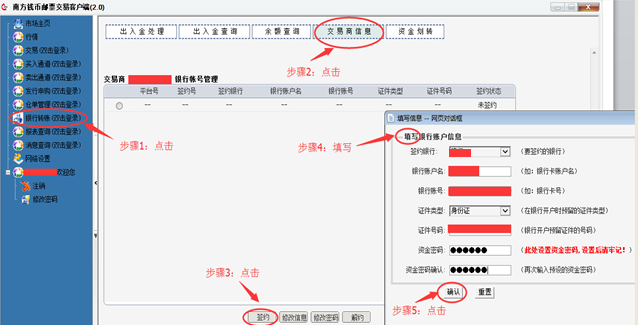 南方钱币邮票交易客户端(2.0)
市场主页
行情
交易(双击登录)
买入通道(双击登录)
卖出通道(双击登录)
发行申购(双击登录)
仓单管理(双击登录)
银行转账(双击登录)
报表查询(双击登录)
消息查询(双击登录)
网络设置
欢迎您
注销
修改密码
出入金处理 出入金查询 余额查询 交易商信息 资金划转
步骤2：点击
交易商 银行帐号管理
平台号 签约号 签约银行 银行账户名 银行账号 证件类型 证件号码 签约状态
-- -- -- -- -- -- -- 未签约
步骤1：点击
步骤3：点击
签约 修改信息 修改密码 解约
填写信息 -- 网页对话框
填写银行账户信息
步骤4：填写
签约银行: (要签约的银行)
银行账户名: (如：银行卡账户名)
银行账号: (如：银行卡号)
证件类型: 身份证 (在银行开户时预留的证件类型)
证件号码: (银行开户预留证件的号码)
资金密码: ●●●●●● (此处设置资金密码,设置后请牢记！)
资金密码确认: ●●●●●● (再次输入预设的资金密码)
确认 重置
步骤5：点击